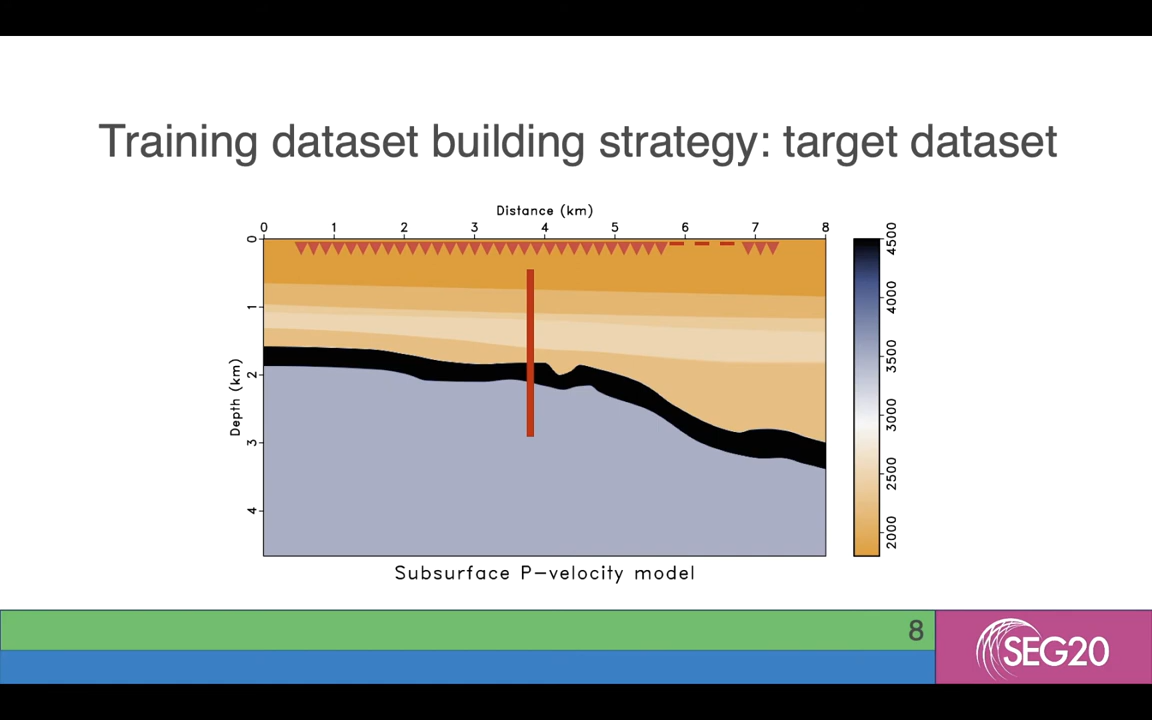 Training dataset building strategy: target dataset
Distance (km)
0 1 2 3 4 5 6 7 8
0
1
2
3
4
Depth (km)
4500
4000
3500
3000
2500
2000
Subsurface P-velocity model
8
SEG20